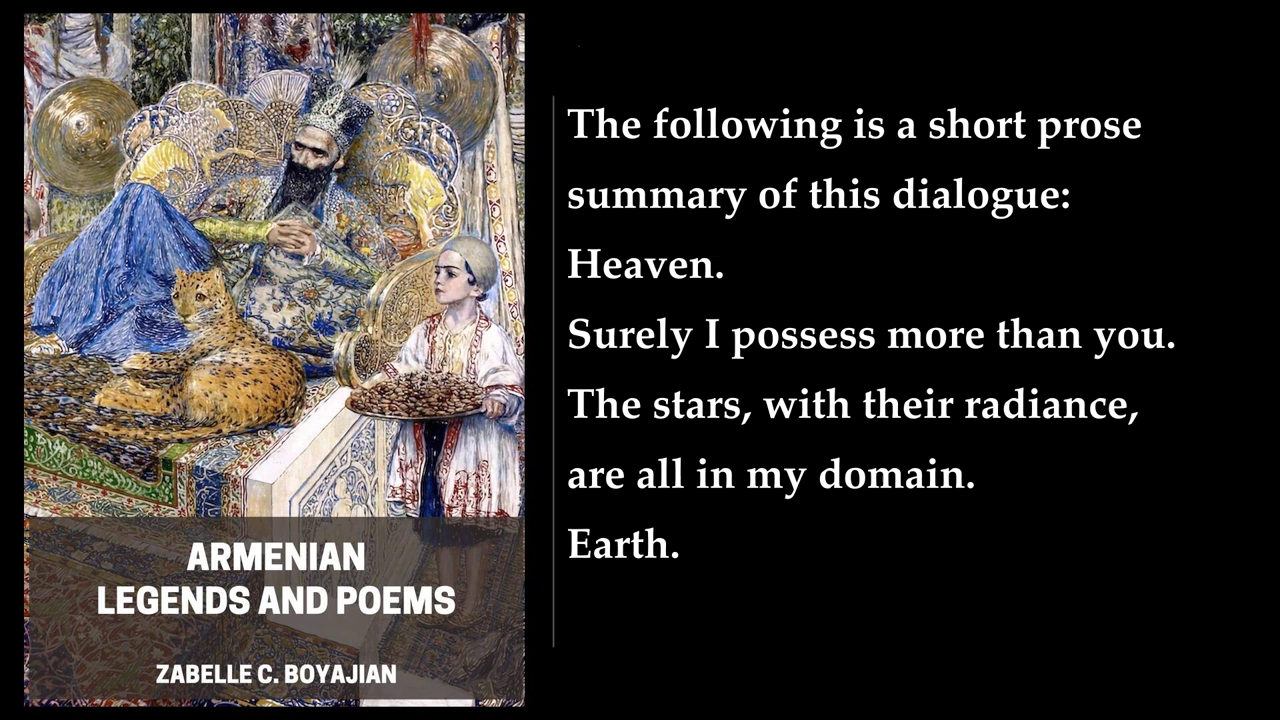 ARMENIAN
LEGENDS AND POEMS
ZABELLE C. BOYAJIAN
The following is a short prose
summary of this dialogue:
Heaven.
Surely I possess more than you.
The stars, with their radiance,
are all in my domain.
Earth.